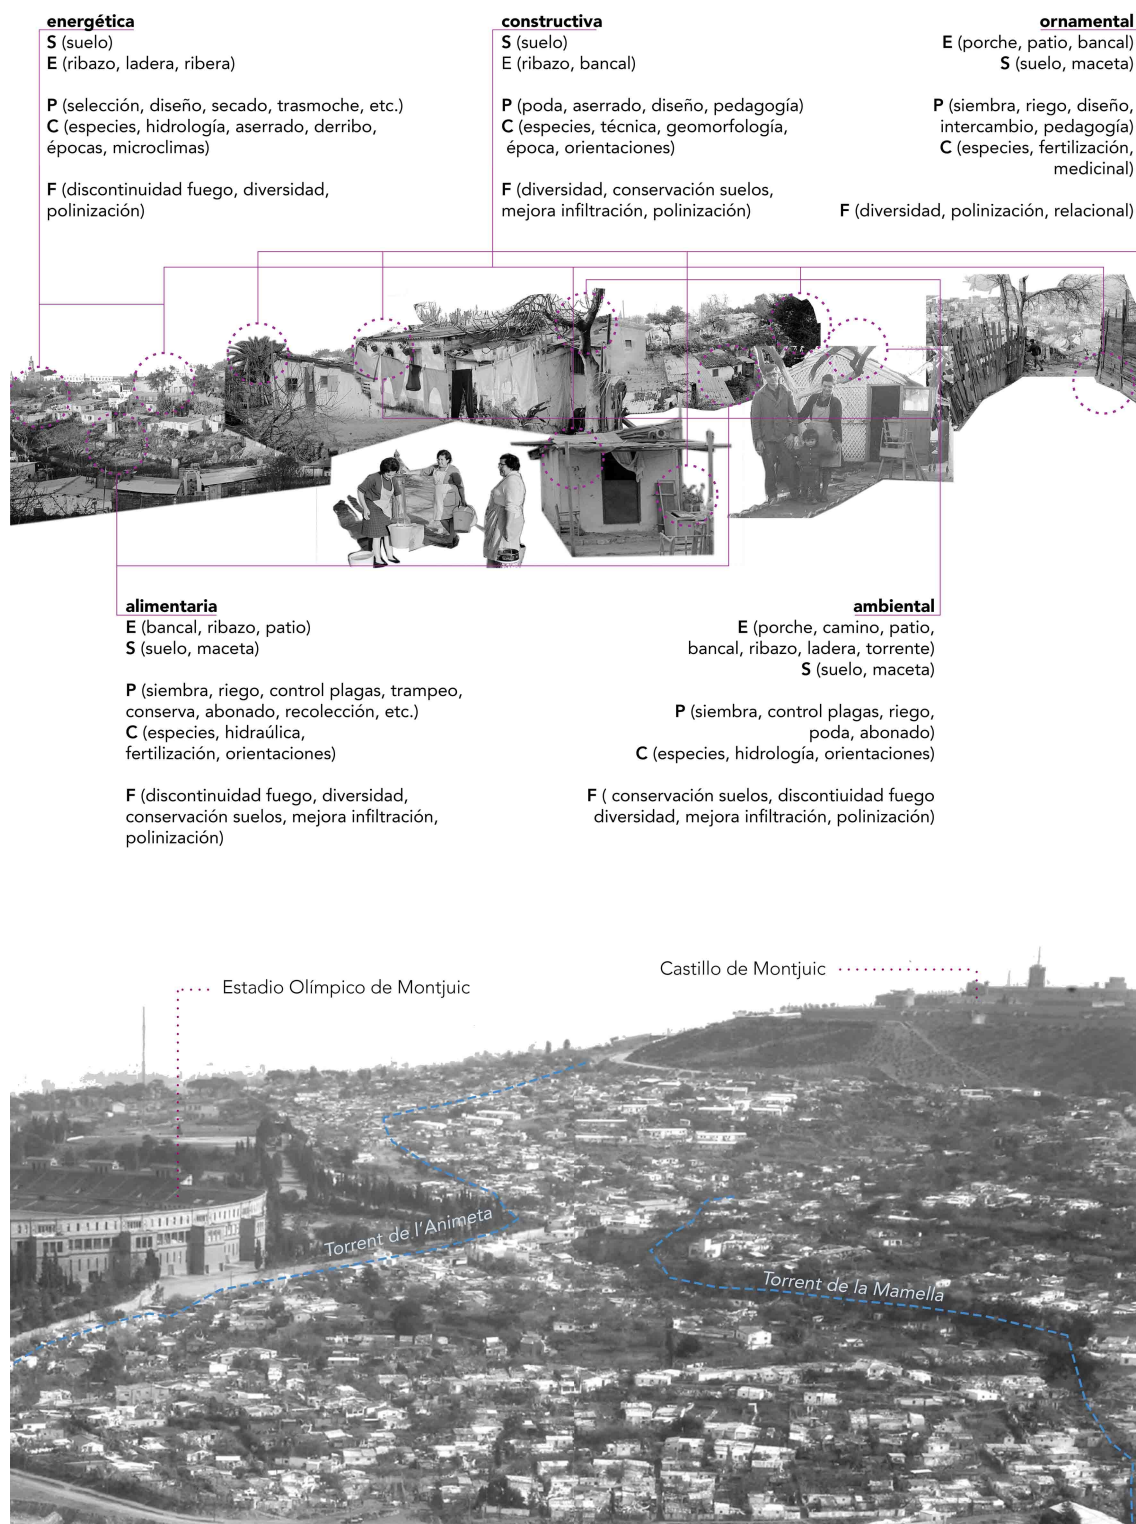 energética
S (suelo)
E (ribazo, ladera, ribera)
P (selección, diseño, secado, trasmoche, etc.)
C (especies, hidrología, aserrado, derribo,
épocas, microclimas)
F (discontinuidad fuego, diversidad,
polinización)
constructiva
S (suelo)
E (ribazo, bancal)
P (poda, aserrado, diseño, pedagogía)
C (especies, técnica, geomorfología,
época, orientaciones)
F (diversidad, conservación suelos,
mejora infiltración, polinización)
ornamental
E (porche, patio, bancal)
S (suelo, maceta)
P (siembra, riego, diseño,
intercambio, pedagogía)
C (especies, fertilización,
medicinal)
F (diversidad, polinización, relacional)
alimentaria
E (bancal, ribazo, patio)
S (suelo, maceta)
P (siembra, riego, control plagas, trampeo,
conserva, abonado, recolección, etc.)
C (especies, hidraúlica,
fertilización, orientaciones)
F (discontinuidad fuego, diversidad,
conservación suelos, mejora infiltración,
polinización)
ambiental
E (porche, camino, patio,
bancal, ribazo, ladera, torrente)
S (suelo, maceta)
P (siembra, control plagas, riego,
poda, abonado)
C (especies, hidrología, orientaciones)
F ( conservación suelos, discontiuidad fuego
diversidad, mejora infiltración, polinización)
Castillo de Montjuic
Estadio Olímpico de Montjuic
Torrent de l'Animeta
Torrent de la Mamella